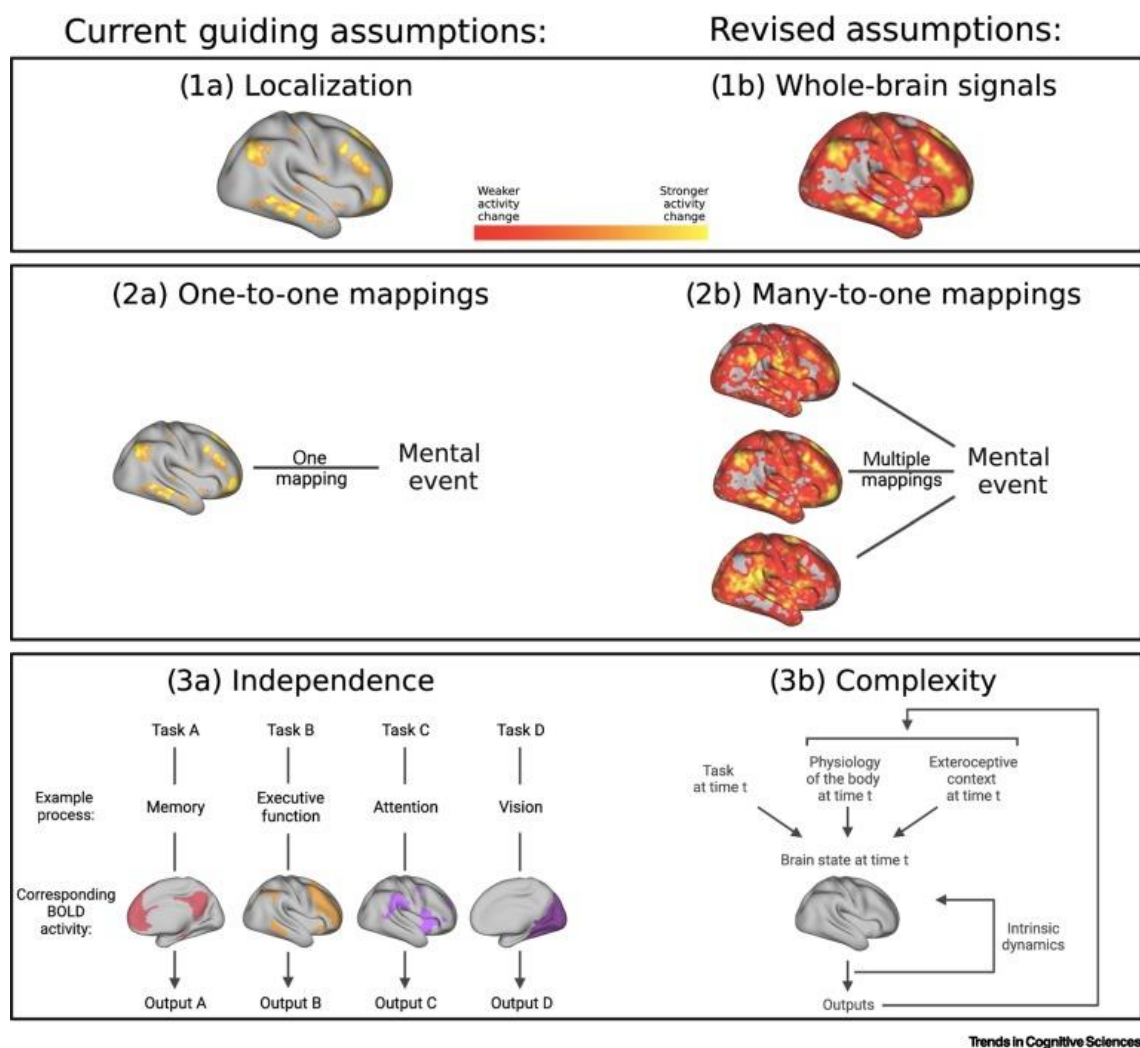 Current guiding assumptions:
Revised assumptions:
(1a) Localization
(1b) Whole-brain signals
Weaker
activity
change
Stronger
activity
change
(2a) One-to-one mappings
(2b) Many-to-one mappings
One
mapping
Mental
event
Multiple
mappings
Mental
event
(3a) Independence
Task A
Task B
Task C
Task D
Example
process:
Memory
Executive
function
Attention
Vision
Corresponding
BOLD
activity:
Output A
Output B
Output C
Output D
(3b) Complexity
Task
at time t
Physiology
of the body
at time t
Exteroceptive
context
at time t
Brain state at time t
Intrinsic
dynamics
Outputs
Trends in Cognitive Sciences